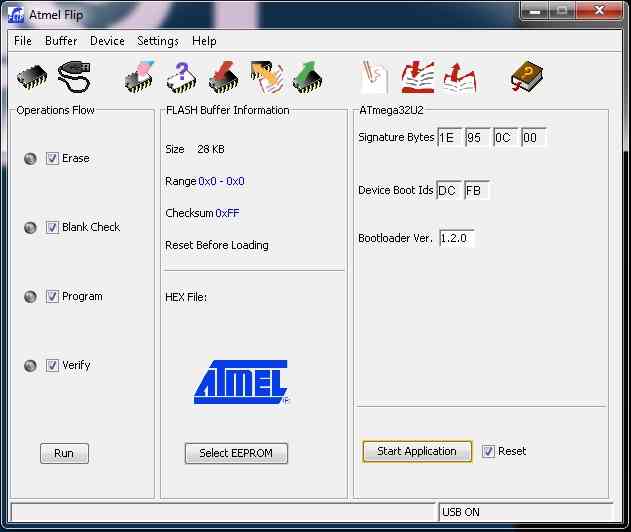 Atmel Flip
File Buffer Device Settings Help
Operations Flow
Erase
Blank Check
Program
Verify
Run
FLASH Buffer Information
Size 28 KB
Range 0x0 - 0x0
Checksum 0xFF
Reset Before Loading
HEX File:
ATMEL
Select EEPROM
ATmega32U2
Signature Bytes 1E 95 0C 00
Device Boot Ids DC FB
Bootloader Ver. 1.2.0
Start Application Reset
USB ON